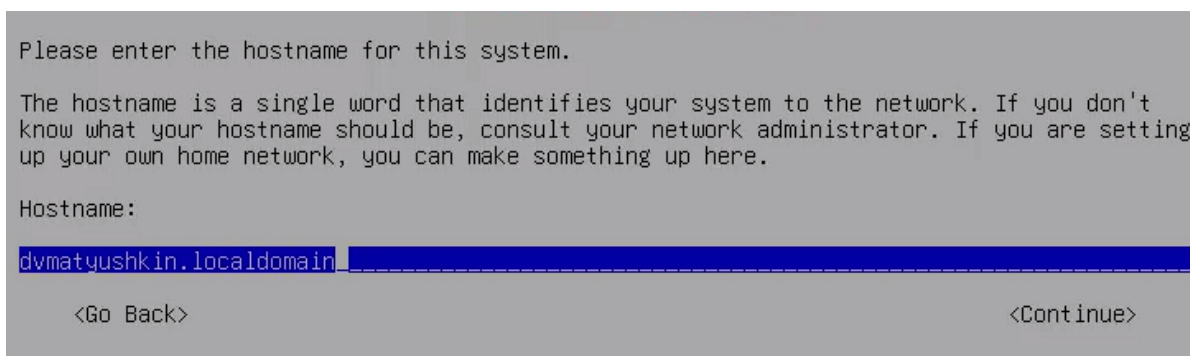 Please enter the hostname for this system.
The hostname is a single word that identifies your system to the network. If you don't
know what your hostname should be, consult your network administrator. If you are setting
up your own home network, you can make something up here.
Hostname:
dvmatyushkin.localdomain
<Go Back> <Continue>